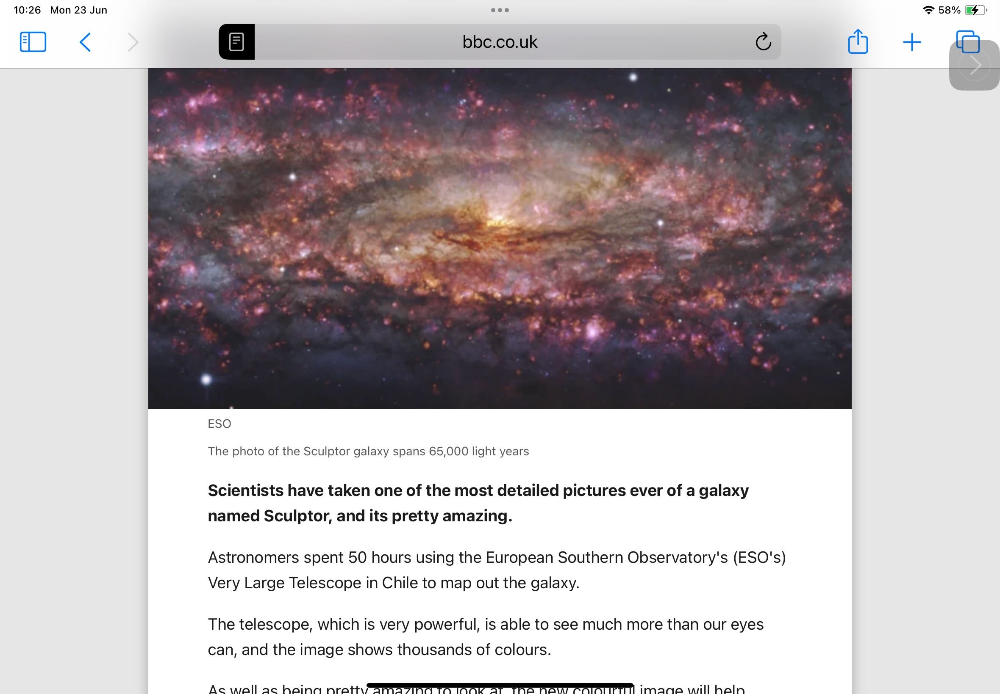 10:26 Mon 23 Jun
58%
bbc.co.uk
ESO
The photo of the Sculptor galaxy spans 65,000 light years
Scientists have taken one of the most detailed pictures ever of a galaxy
named Sculptor, and its pretty amazing.
Astronomers spent 50 hours using the European Southern Observatory's (ESO's)
Very Large Telescope in Chile to map out the galaxy.
The telescope, which is very powerful, is able to see much more than our eyes
can, and the image shows thousands of colours.
As well as being pretty amazing to look at, the new colourful image will help